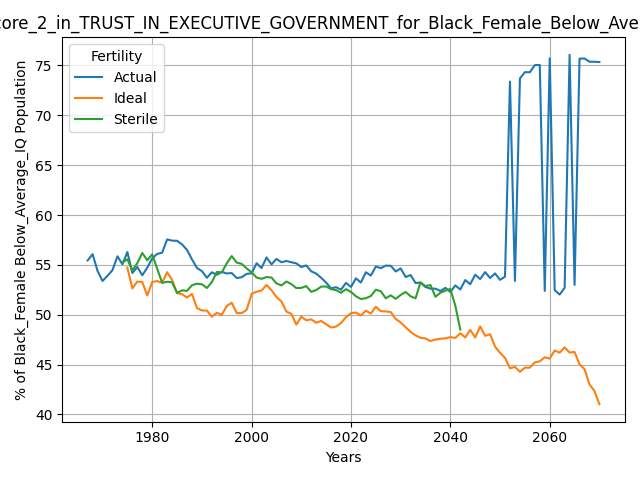 core_2_in_TRUST_IN_EXECUTIVE_GOVERNMENT_for_Black_Female_Below_Ave
Fertility
Actual
Ideal
Sterile
% of Black_Female Below_Average_IQ Population
75
70
65
60
55
50
45
40
1980
2000
2020
2040
2060
Years